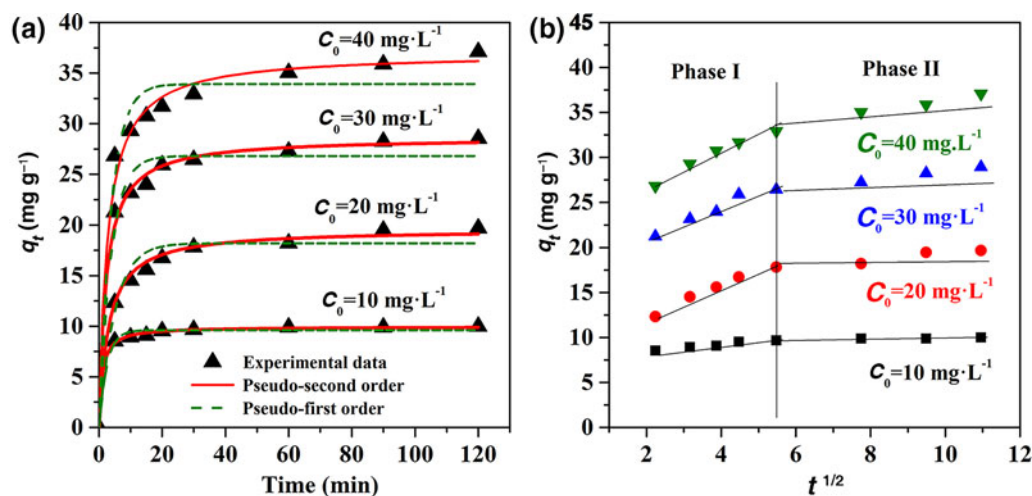 (a)
40
35
30
25
20
15
10
5
0
q_t (mg g⁻¹)
C₀=40 mg·L⁻¹
C₀=30 mg·L⁻¹
C₀=20 mg·L⁻¹
C₀=10 mg·L⁻¹
Experimental data
Pseudo-second order
Pseudo-first order
0 20 40 60 80 100 120
Time (min)
(b)
45
40
35
30
25
20
15
10
5
0
q_t (mg g⁻¹)
Phase I Phase II
C₀=40 mg.L⁻¹
C₀=30 mg·L⁻¹
C₀=20 mg·L⁻¹
C₀=10 mg·L⁻¹
2 4 6 8 10 12
t ^1/2